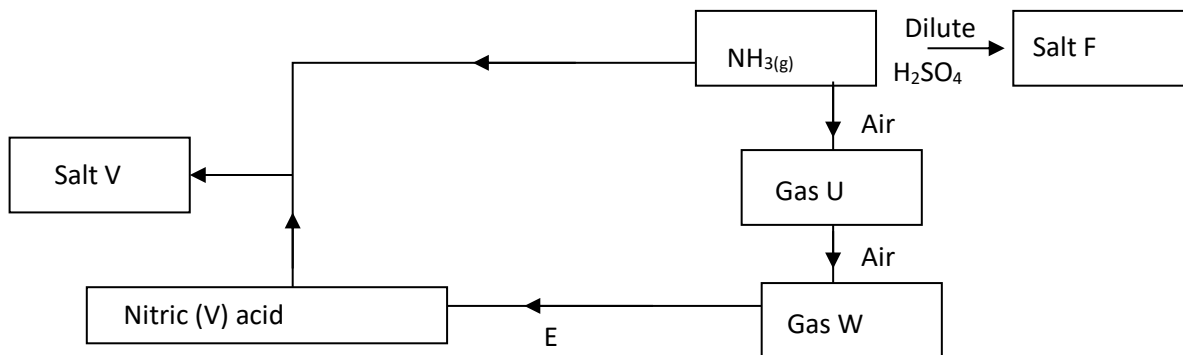 Dilute
NH₃(g)
Salt F
H₂SO₄
Air
Salt V
Gas U
Air
Nitric (V) acid
Gas W
E